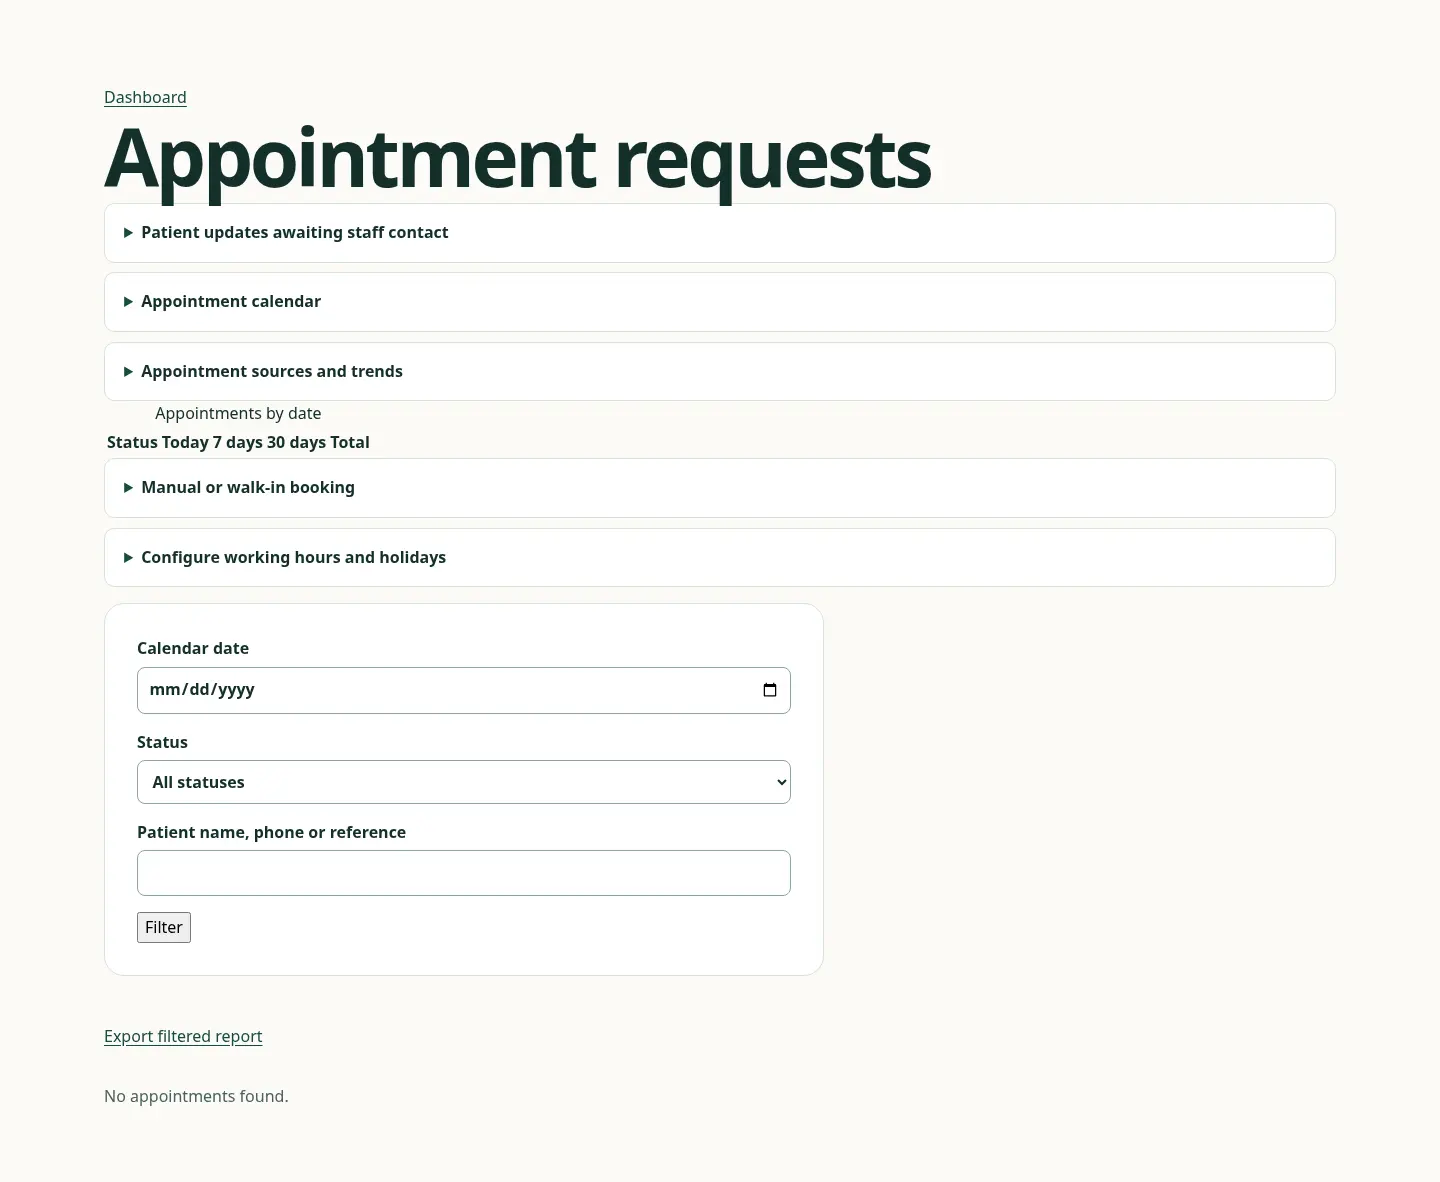 Dashboard
Appointment requests
Patient updates awaiting staff contact
Appointment calendar
Appointment sources and trends
Appointments by date
Status Today 7 days 30 days Total
Manual or walk-in booking
Configure working hours and holidays
Calendar date
mm/dd/yyyy
Status
All statuses
Patient name, phone or reference
Filter
Export filtered report
No appointments found.